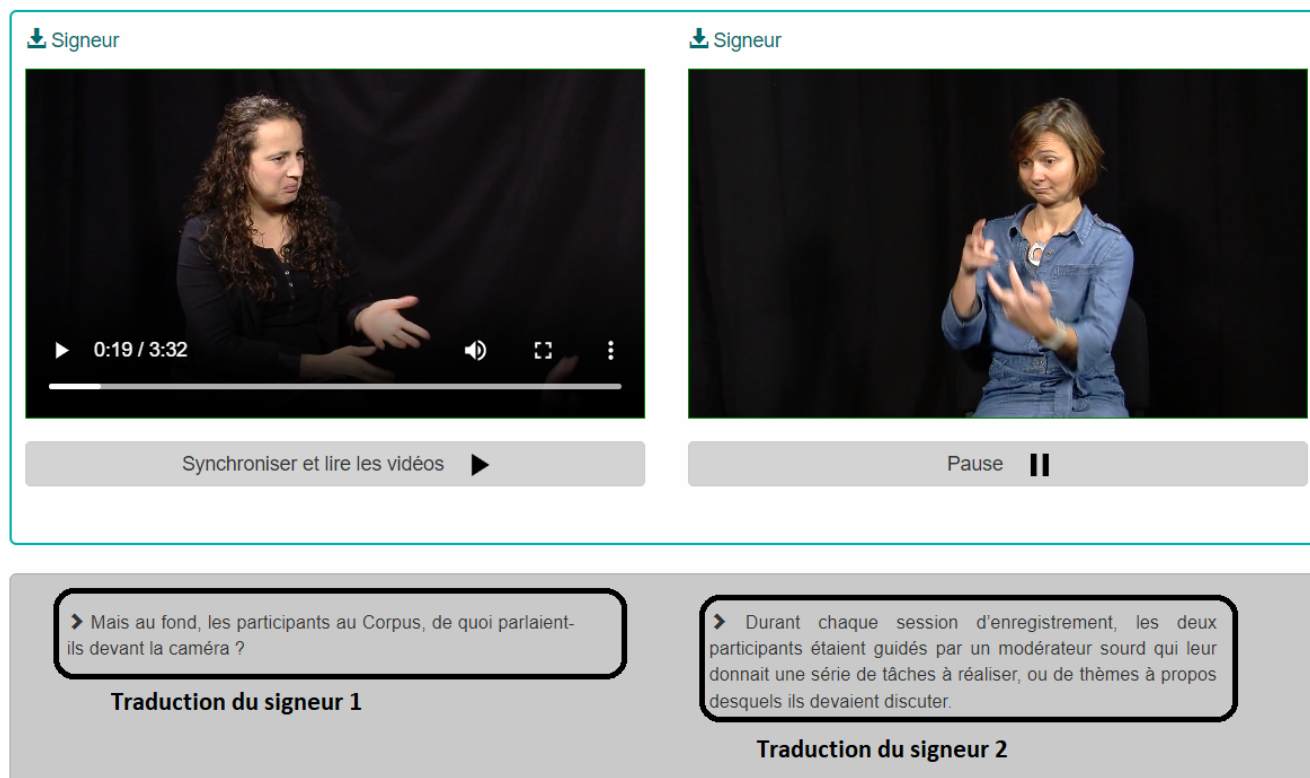 Signeur
Signeur
0:19 / 3:32
Synchroniser et lire les vidéos
Pause
Mais au fond, les participants au Corpus, de quoi parlaient-
ils devant la caméra ?
Traduction du signeur 1
Durant chaque session d'enregistrement, les deux
participants étaient guidés par un modérateur sourd qui leur
donnait une série de tâches à réaliser, ou de thèmes à propos
desquels ils devaient discuter.
Traduction du signeur 2